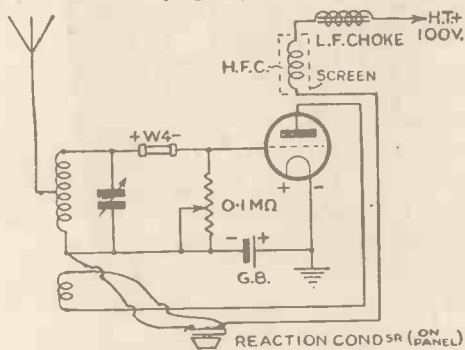 H.T.+
100V.
L.F. CHOKE
H.F.C.
SCREEN
+W4-
+ -
0·1MΩ
- +
G.B.
REACTION CONDSR (ON PANEL)